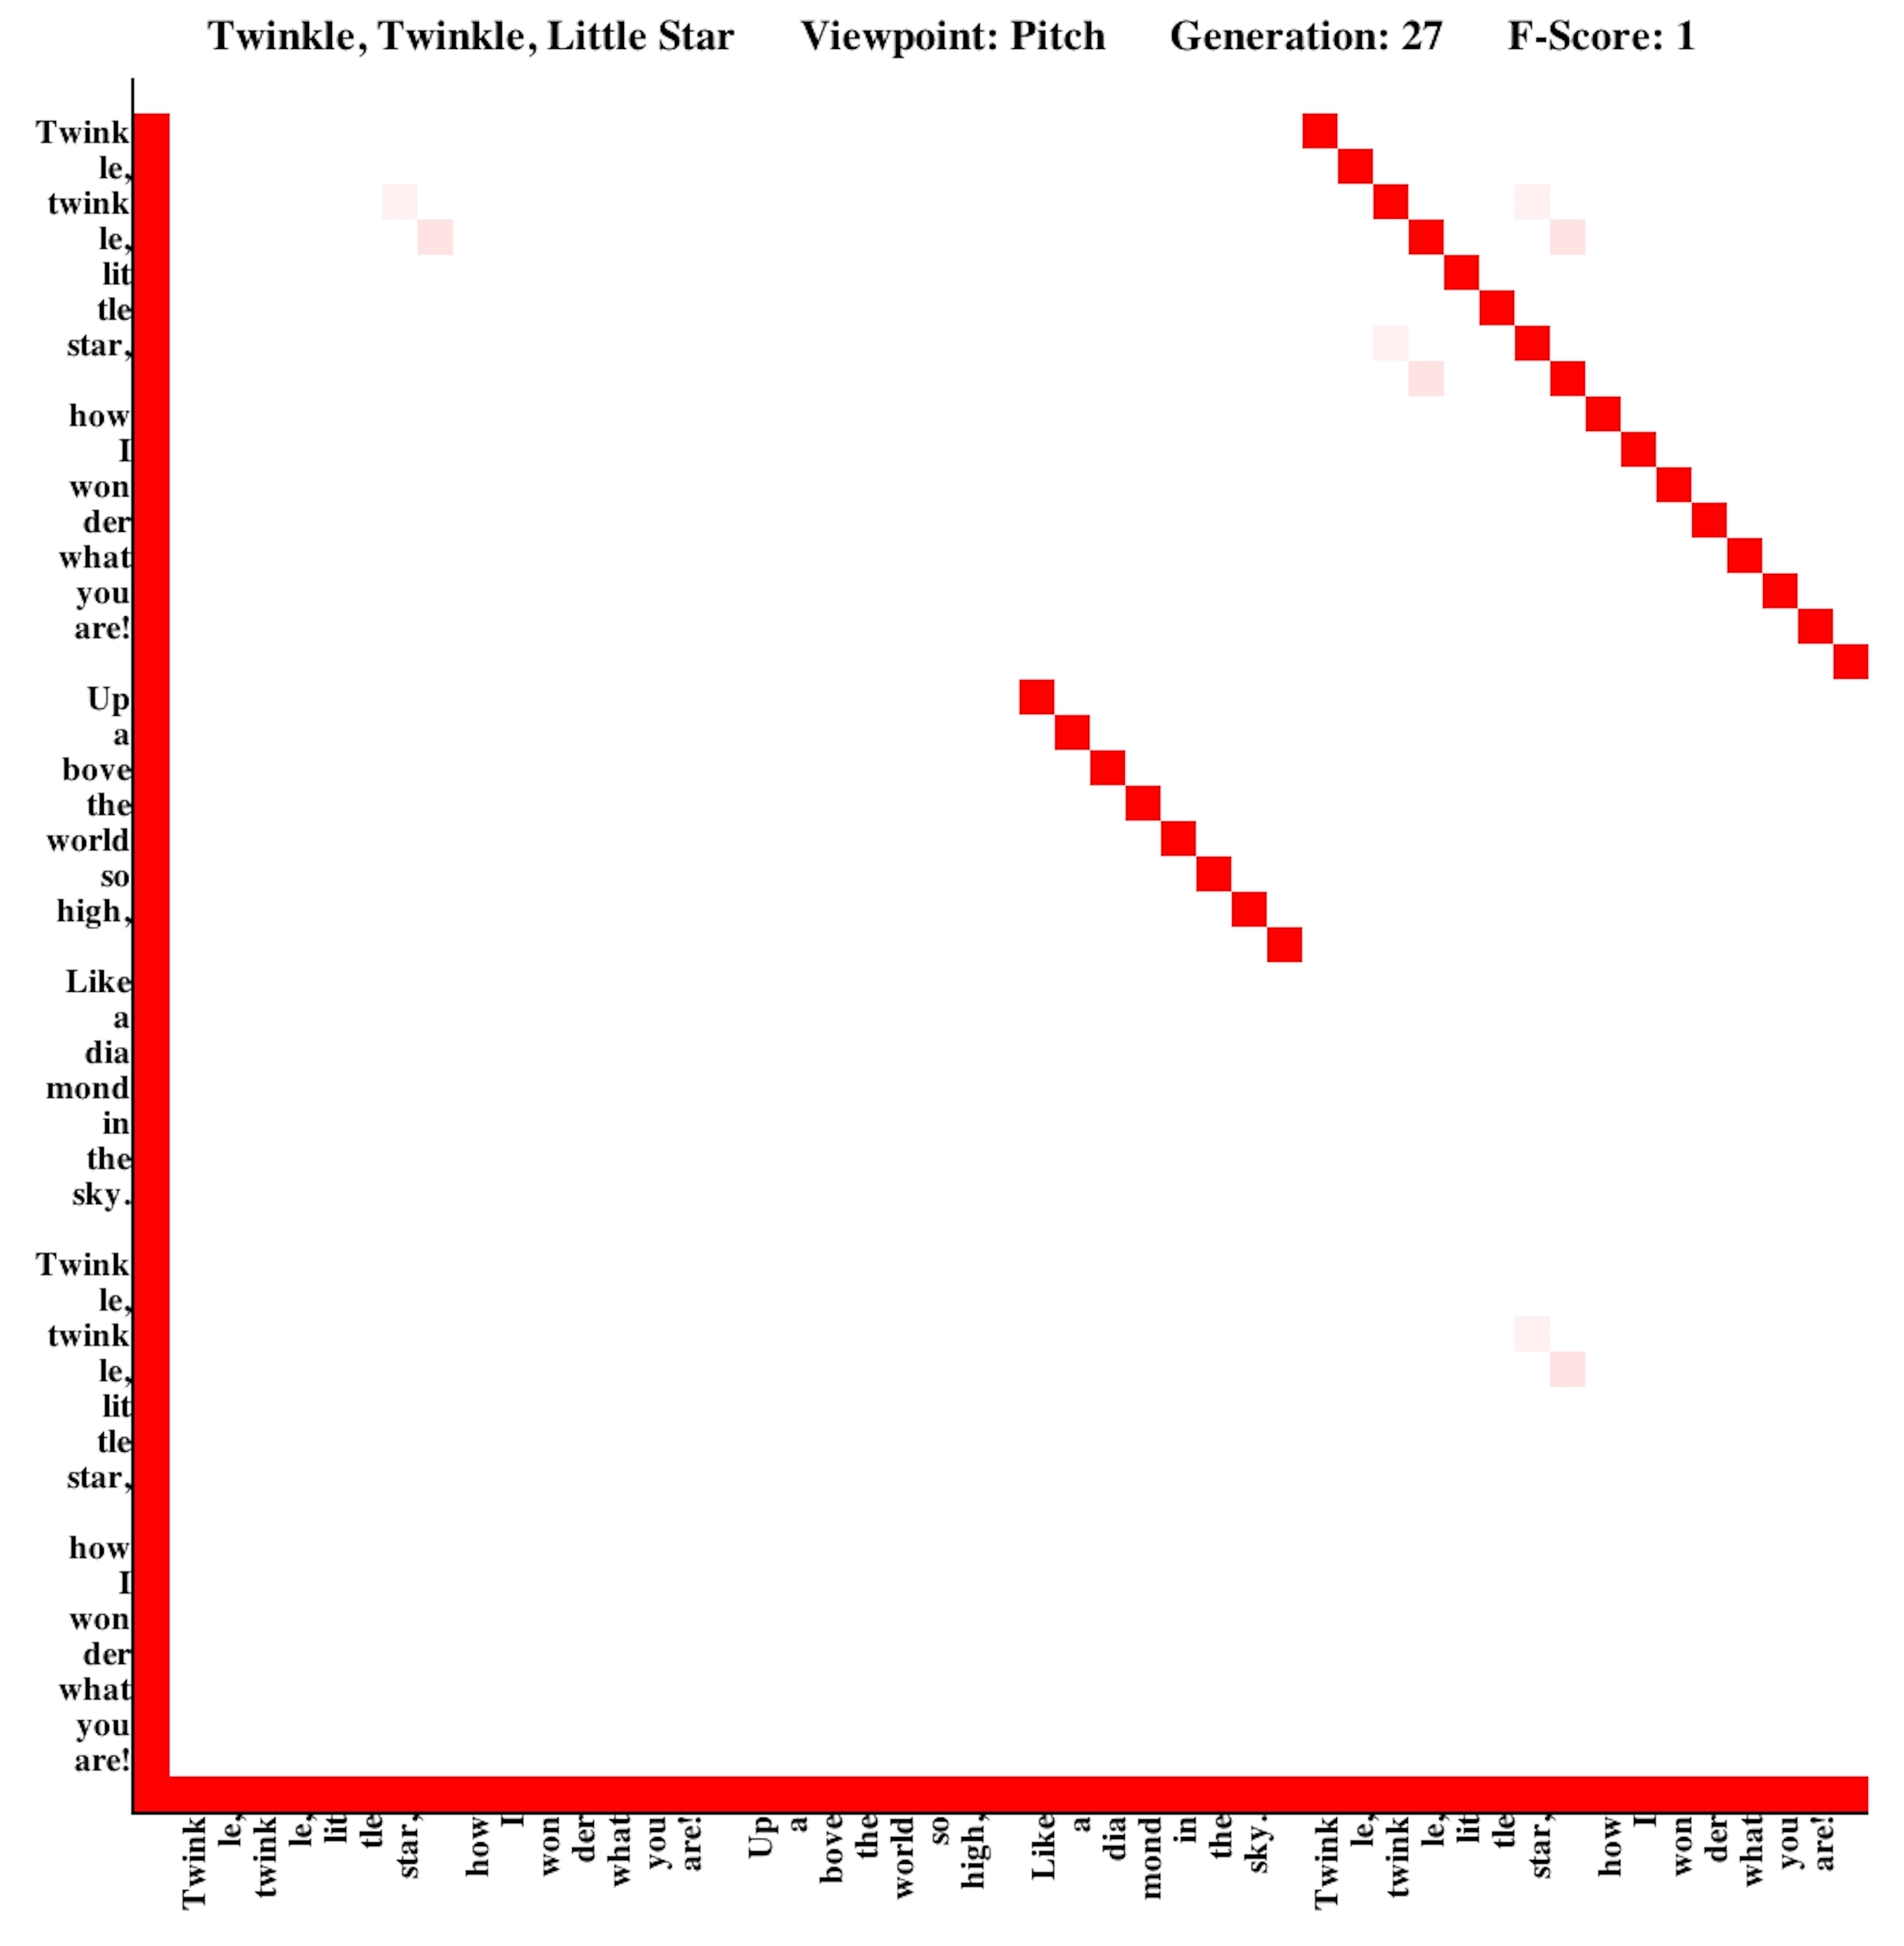 Twinkle, Twinkle, Little Star Viewpoint: Pitch Generation: 27 F-Score: 1
Twink
le,
twink
le,
lit
tle
star,
how
I
won
der
what
you
are!
Up
a
bove
the
world
so
high,
Like
a
dia
mond
in
the
sky.
Twink
le,
twink
le,
lit
tle
star,
how
I
won
der
what
you
are!
Twink
le,
twink
le,
lit
tle
star,
how
I
won
der
what
you
are!
Up
a
bove
the
world
so
high,
Like
a
dia
mond
in
the
sky.
Twink
le,
twink
le,
lit
tle
star,
how
I
won
der
what
you
are!